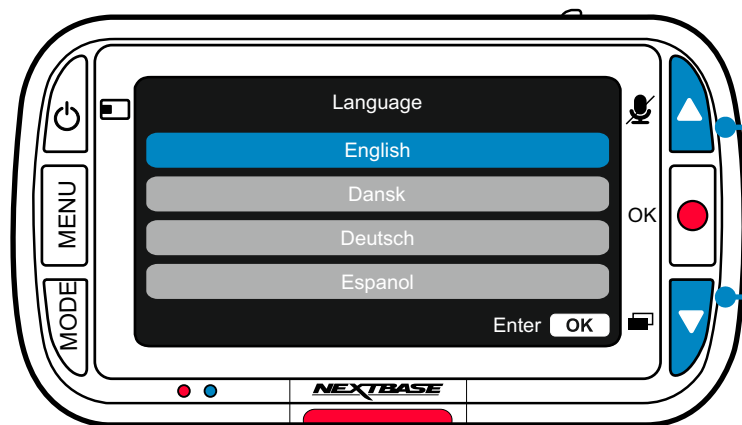 Language
English
Dansk
Deutsch
Espanol
Enter OK
MENU
MODE
OK
NEXTBASE